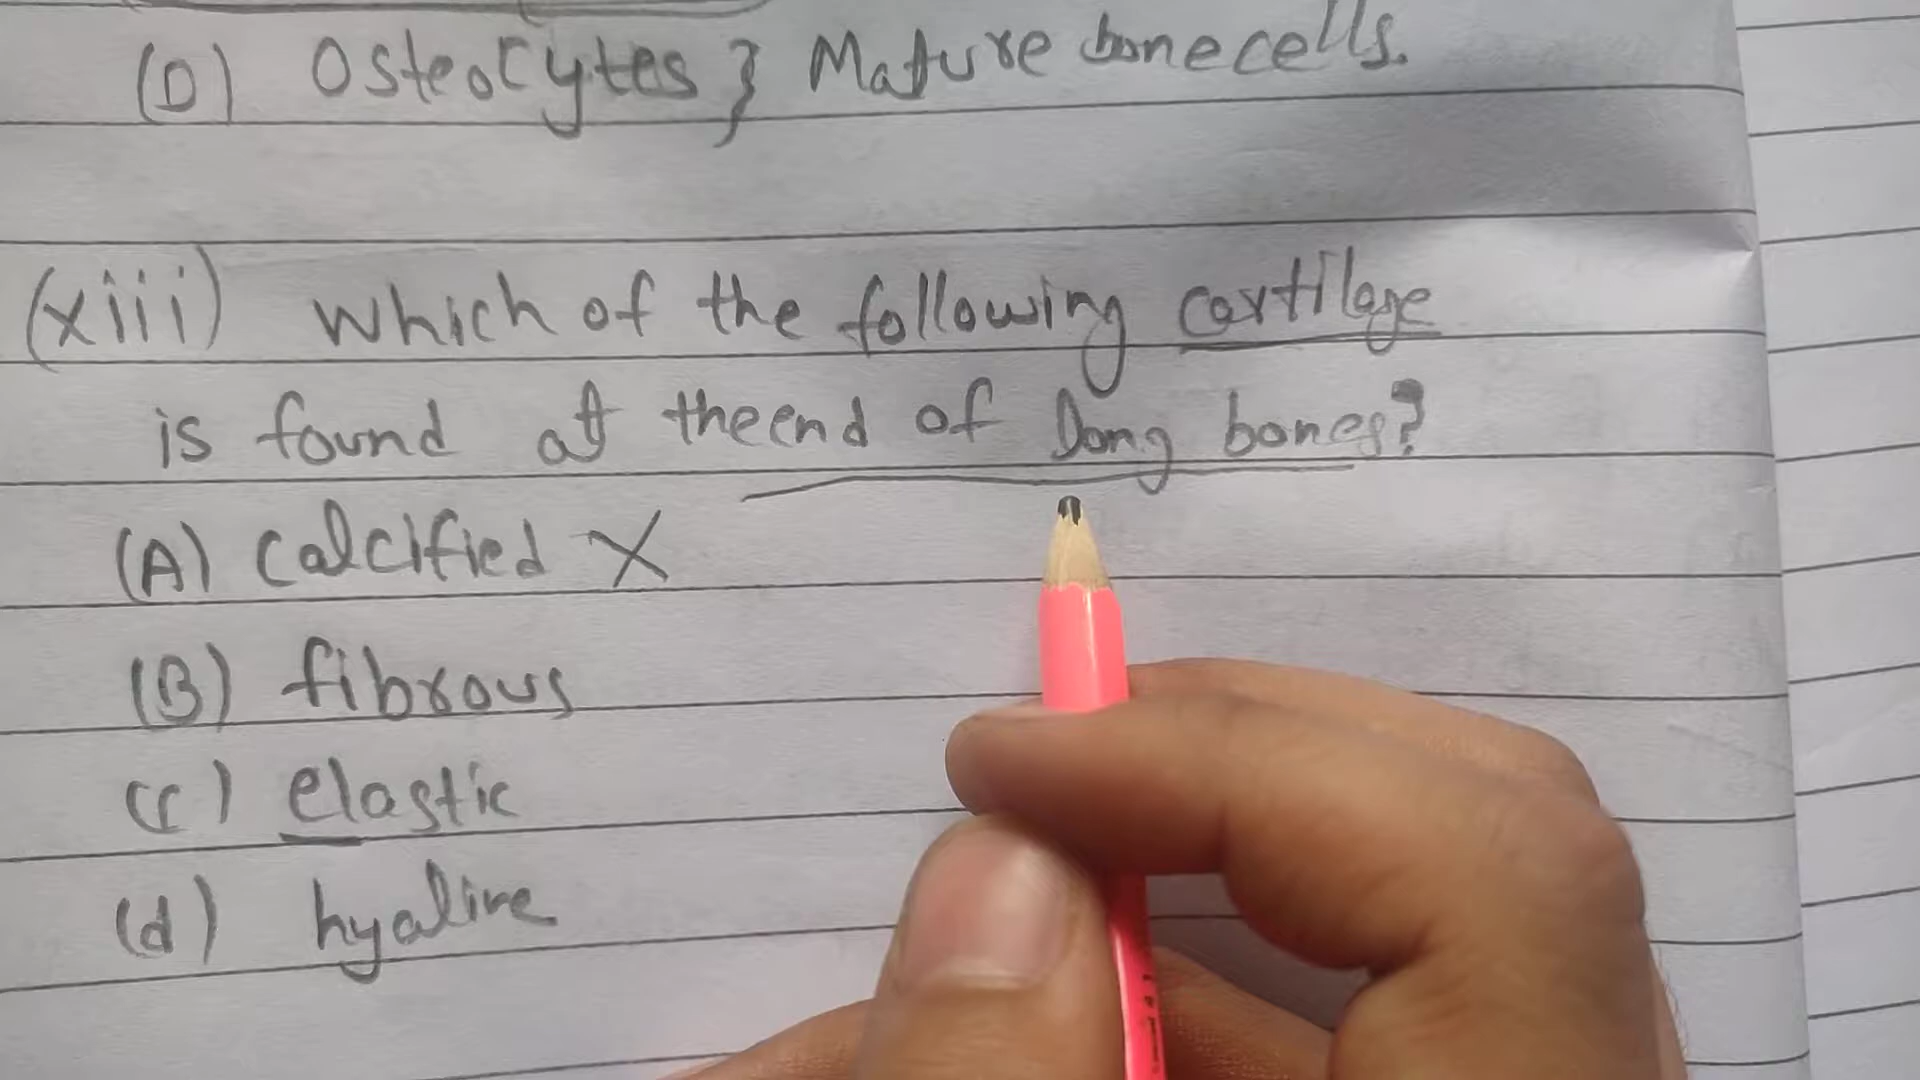 (D) Osteocytes } Mature bone cells.
(xiii) Which of the following cartilage
is found at the end of long bones?
(A) Calcified X
(B) fibrous
(c) elastic
(d) hyaline